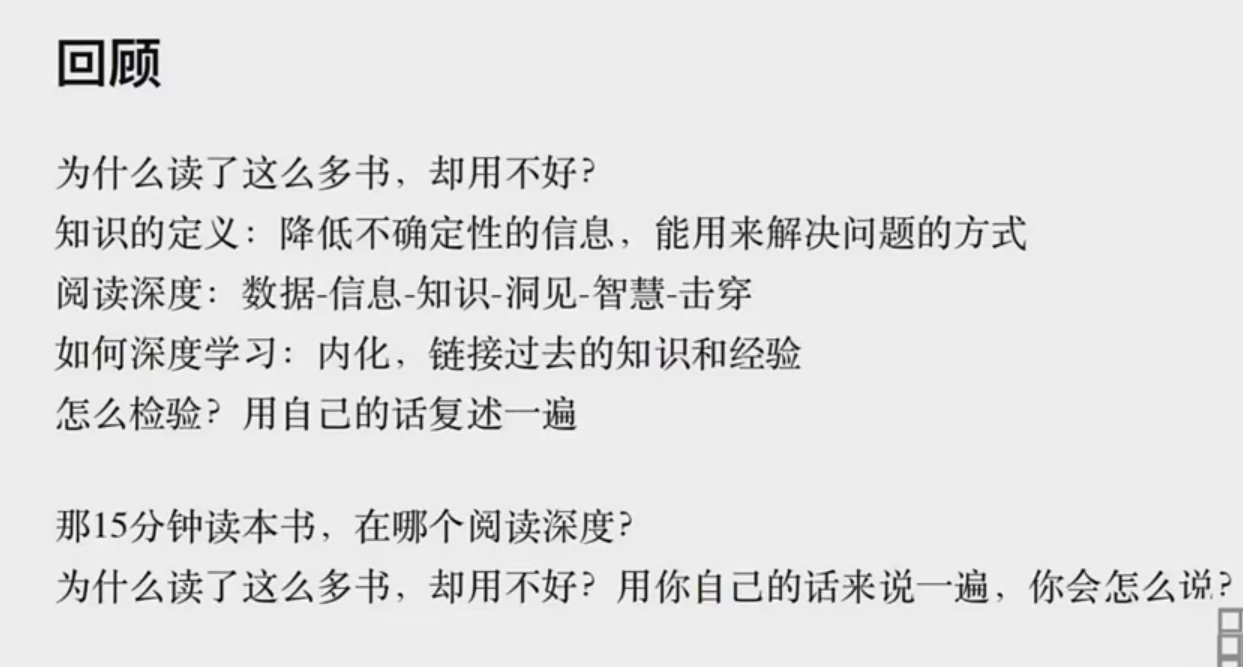 回顾
为什么读了这么多书，却用不好？
知识的定义：降低不确定性的信息，能用来解决问题的方式
阅读深度：数据-信息-知识-洞见-智慧-击穿
如何深度学习：内化，链接过去的知识和经验
怎么检验？用自己的话复述一遍
那15分钟读本书，在哪个阅读深度？
为什么读了这么多书，却用不好？用你自己的话来说一遍，你会怎么说？